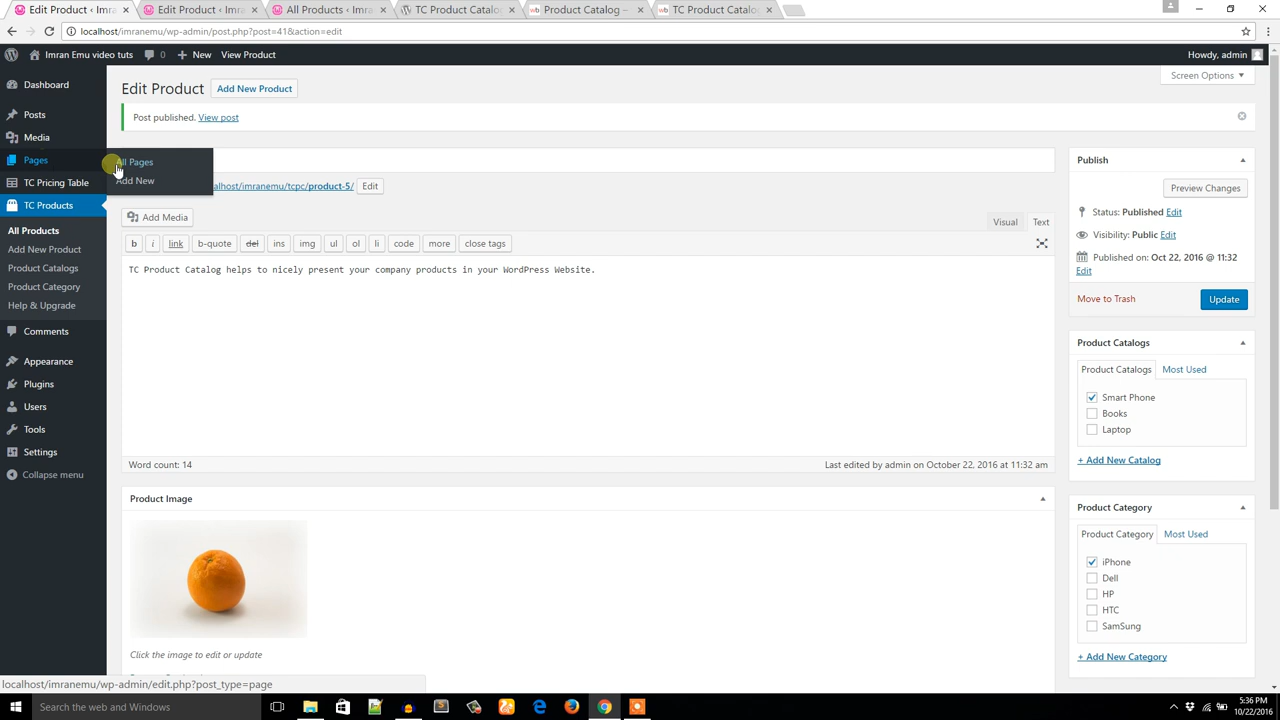 Edit Product ‹ Imra
Edit Product ‹ Imra
All Products ‹ Imra
TC Product Catalo
Product Catalog –
TC Product Catalo
localhost/imranemu/wp-admin/post.php?post=41&action=edit
Imran Emu video tuts 0 New View Product Howdy, admin
Dashboard
Posts
Media
Pages
TC Pricing Table
TC Products
All Products
Add New Product
Product Catalogs
Product Category
Help & Upgrade
Comments
Appearance
Plugins
Users
Tools
Settings
Collapse menu
All Pages
Add New
Screen Options
Edit Product Add New Product
Post published. View post
alhost/imranemu/tcpc/product-5/ Edit
Add Media Visual Text
b i link b-quote del ins img ul ol li code more close tags
TC Product Catalog helps to nicely present your company products in your WordPress Website.
Word count: 14 Last edited by admin on October 22, 2016 at 11:32 am
Product Image
Click the image to edit or update
Publish
Preview Changes
Status: Published Edit
Visibility: Public Edit
Published on: Oct 22, 2016 @ 11:32
Edit
Move to Trash Update
Product Catalogs
Product Catalogs Most Used
Smart Phone
Books
Laptop
+ Add New Catalog
Product Category
Product Category Most Used
iPhone
Dell
HP
HTC
SamSung
+ Add New Category
localhost/imranemu/wp-admin/edit.php?post_type=page
Search the web and Windows
5:36 PM
10/22/2016